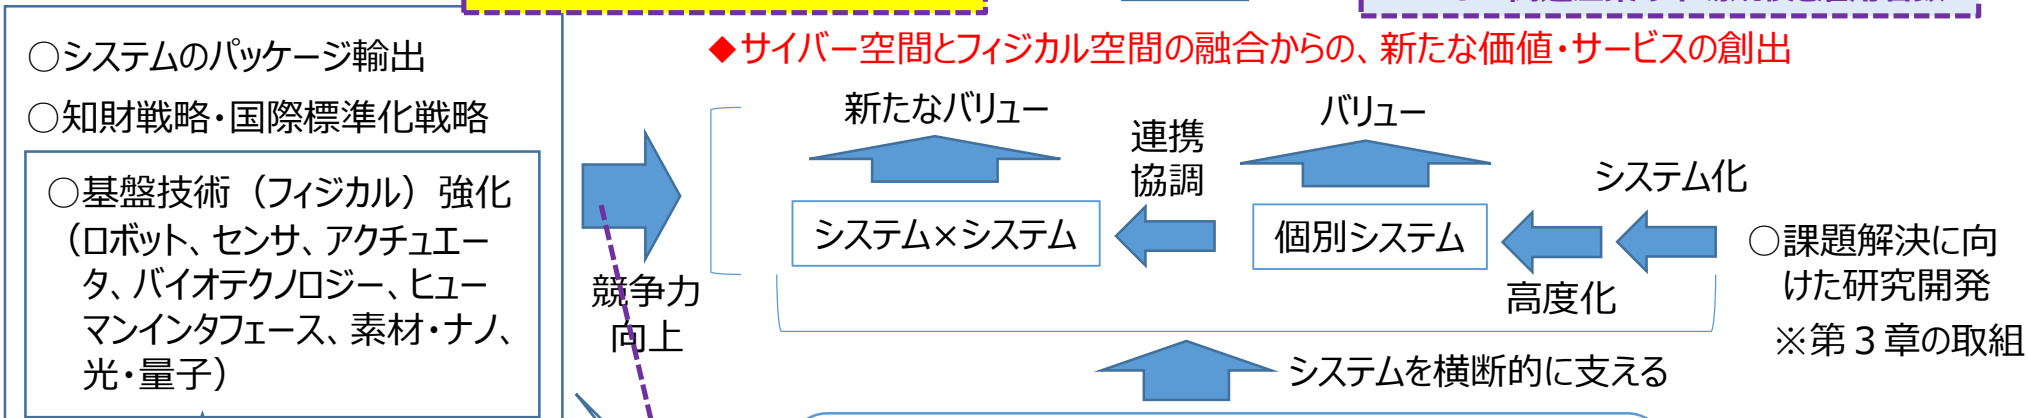 ○システムのパッケージ輸出
○知財戦略・国際標準化戦略
○基盤技術（フィジカル）強化
（ロボット、センサ、アクチュエー
タ、バイオテクノロジー、ヒュー
マンインタフェース、素材・ナノ、
光・量子）
競争力
向上
◆サイバー空間とフィジカル空間の融合からの、新たな価値・サービスの創出
新たなバリュー
システム×システム
連携
協調
バリュー
個別システム
システム化
高度化
○課題解決に向
けた研究開発
※第３章の取組
システムを横断的に支える